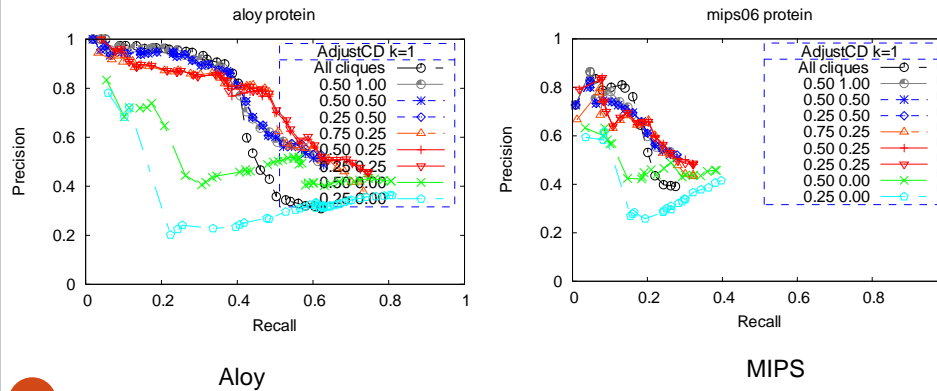 aloy protein
1
0.8
0.6
0.4
0.2
0
Precision
0 0.2 0.4 0.6 0.8 1
Recall
AdjustCD k=1
All cliques
0.50 1.00
0.50 0.50
0.25 0.50
0.75 0.25
0.50 0.25
0.25 0.25
0.50 0.00
0.25 0.00
Aloy
mips06 protein
1
0.8
0.6
0.4
0.2
0
Precision
0 0.2 0.4 0.6 0.8
Recall
AdjustCD k=1
All cliques
0.50 1.00
0.50 0.50
0.25 0.50
0.75 0.25
0.50 0.25
0.25 0.25
0.50 0.00
0.25 0.00
MIPS